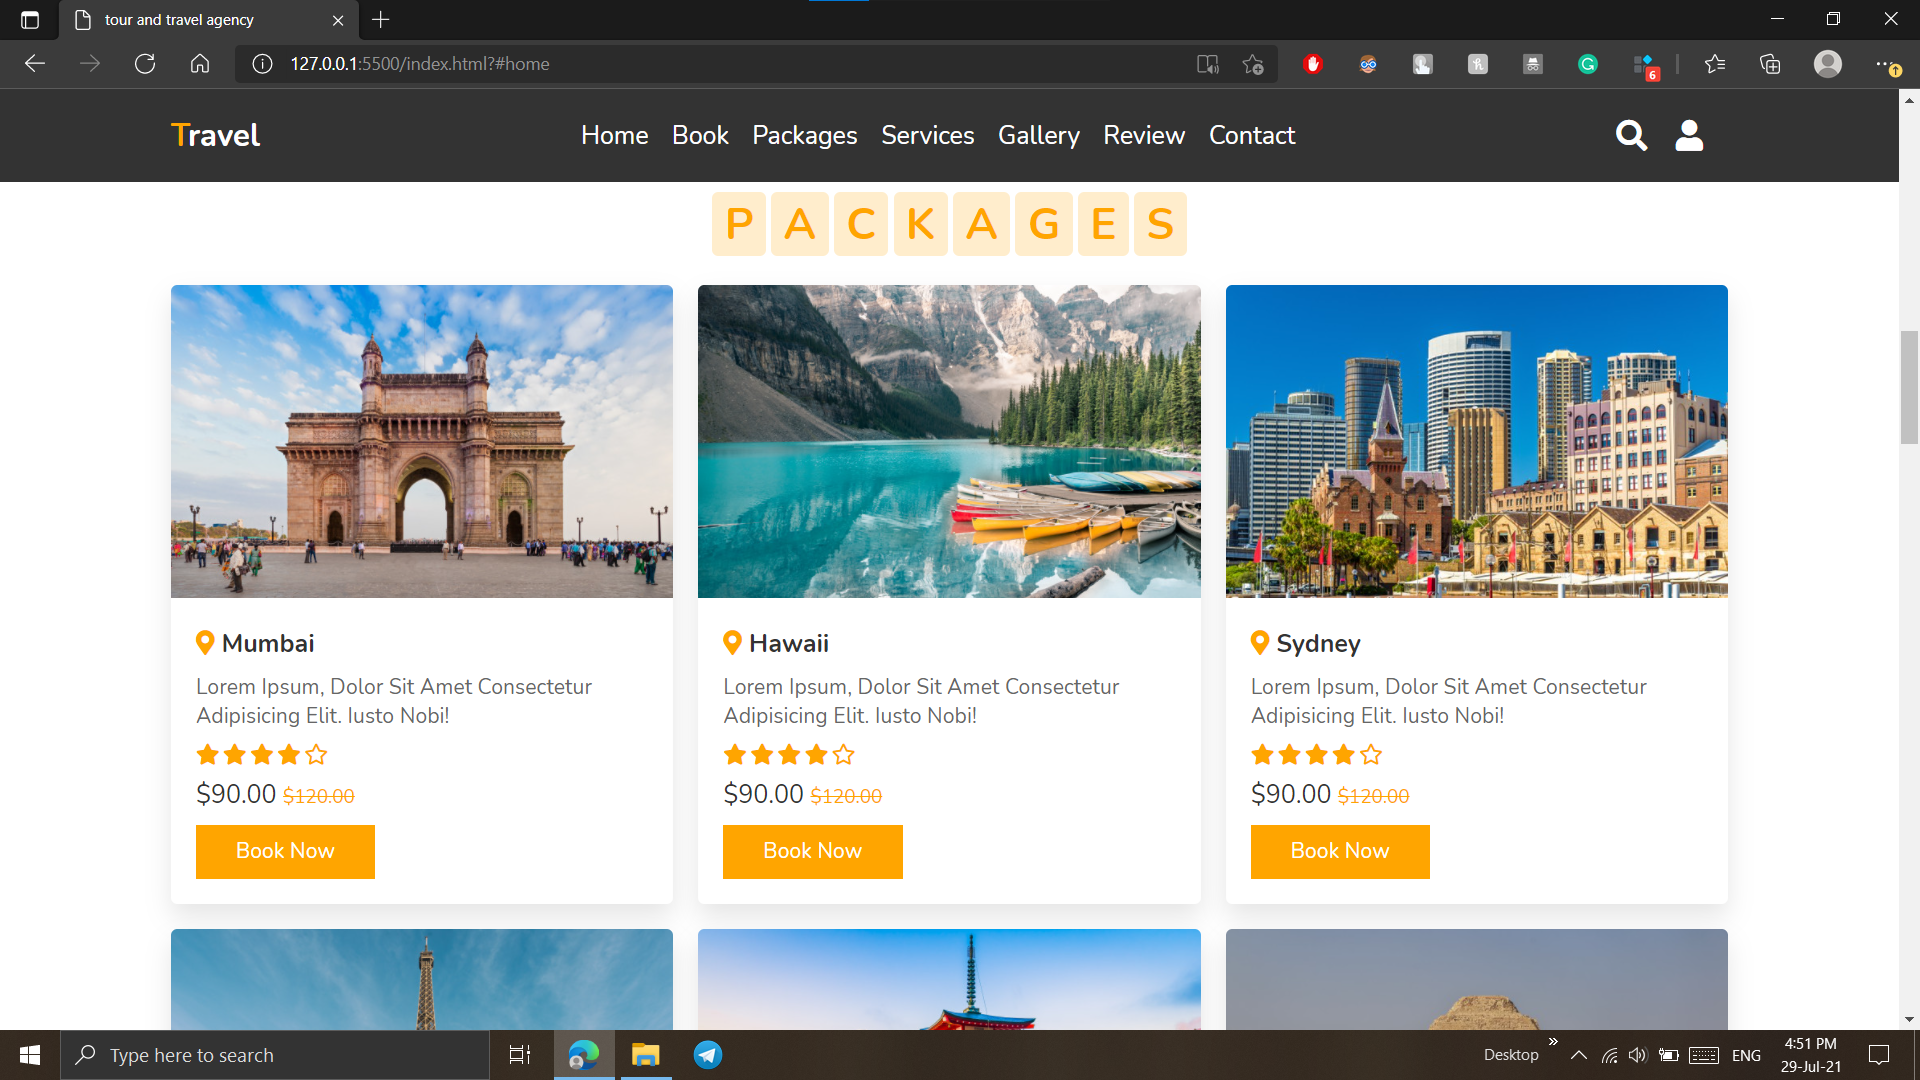 tour and travel agency
127.0.0.1:5500/index.html?#home
6
Travel
Home Book Packages Services Gallery Review Contact
PACKAGES
Mumbai
Lorem Ipsum, Dolor Sit Amet Consectetur
Adipisicing Elit. Iusto Nobi!
$90.00 $120.00
Book Now
Hawaii
Lorem Ipsum, Dolor Sit Amet Consectetur
Adipisicing Elit. Iusto Nobi!
$90.00 $120.00
Book Now
Sydney
Lorem Ipsum, Dolor Sit Amet Consectetur
Adipisicing Elit. Iusto Nobi!
$90.00 $120.00
Book Now
Type here to search
Desktop
ENG
4:51 PM
29-Jul-21